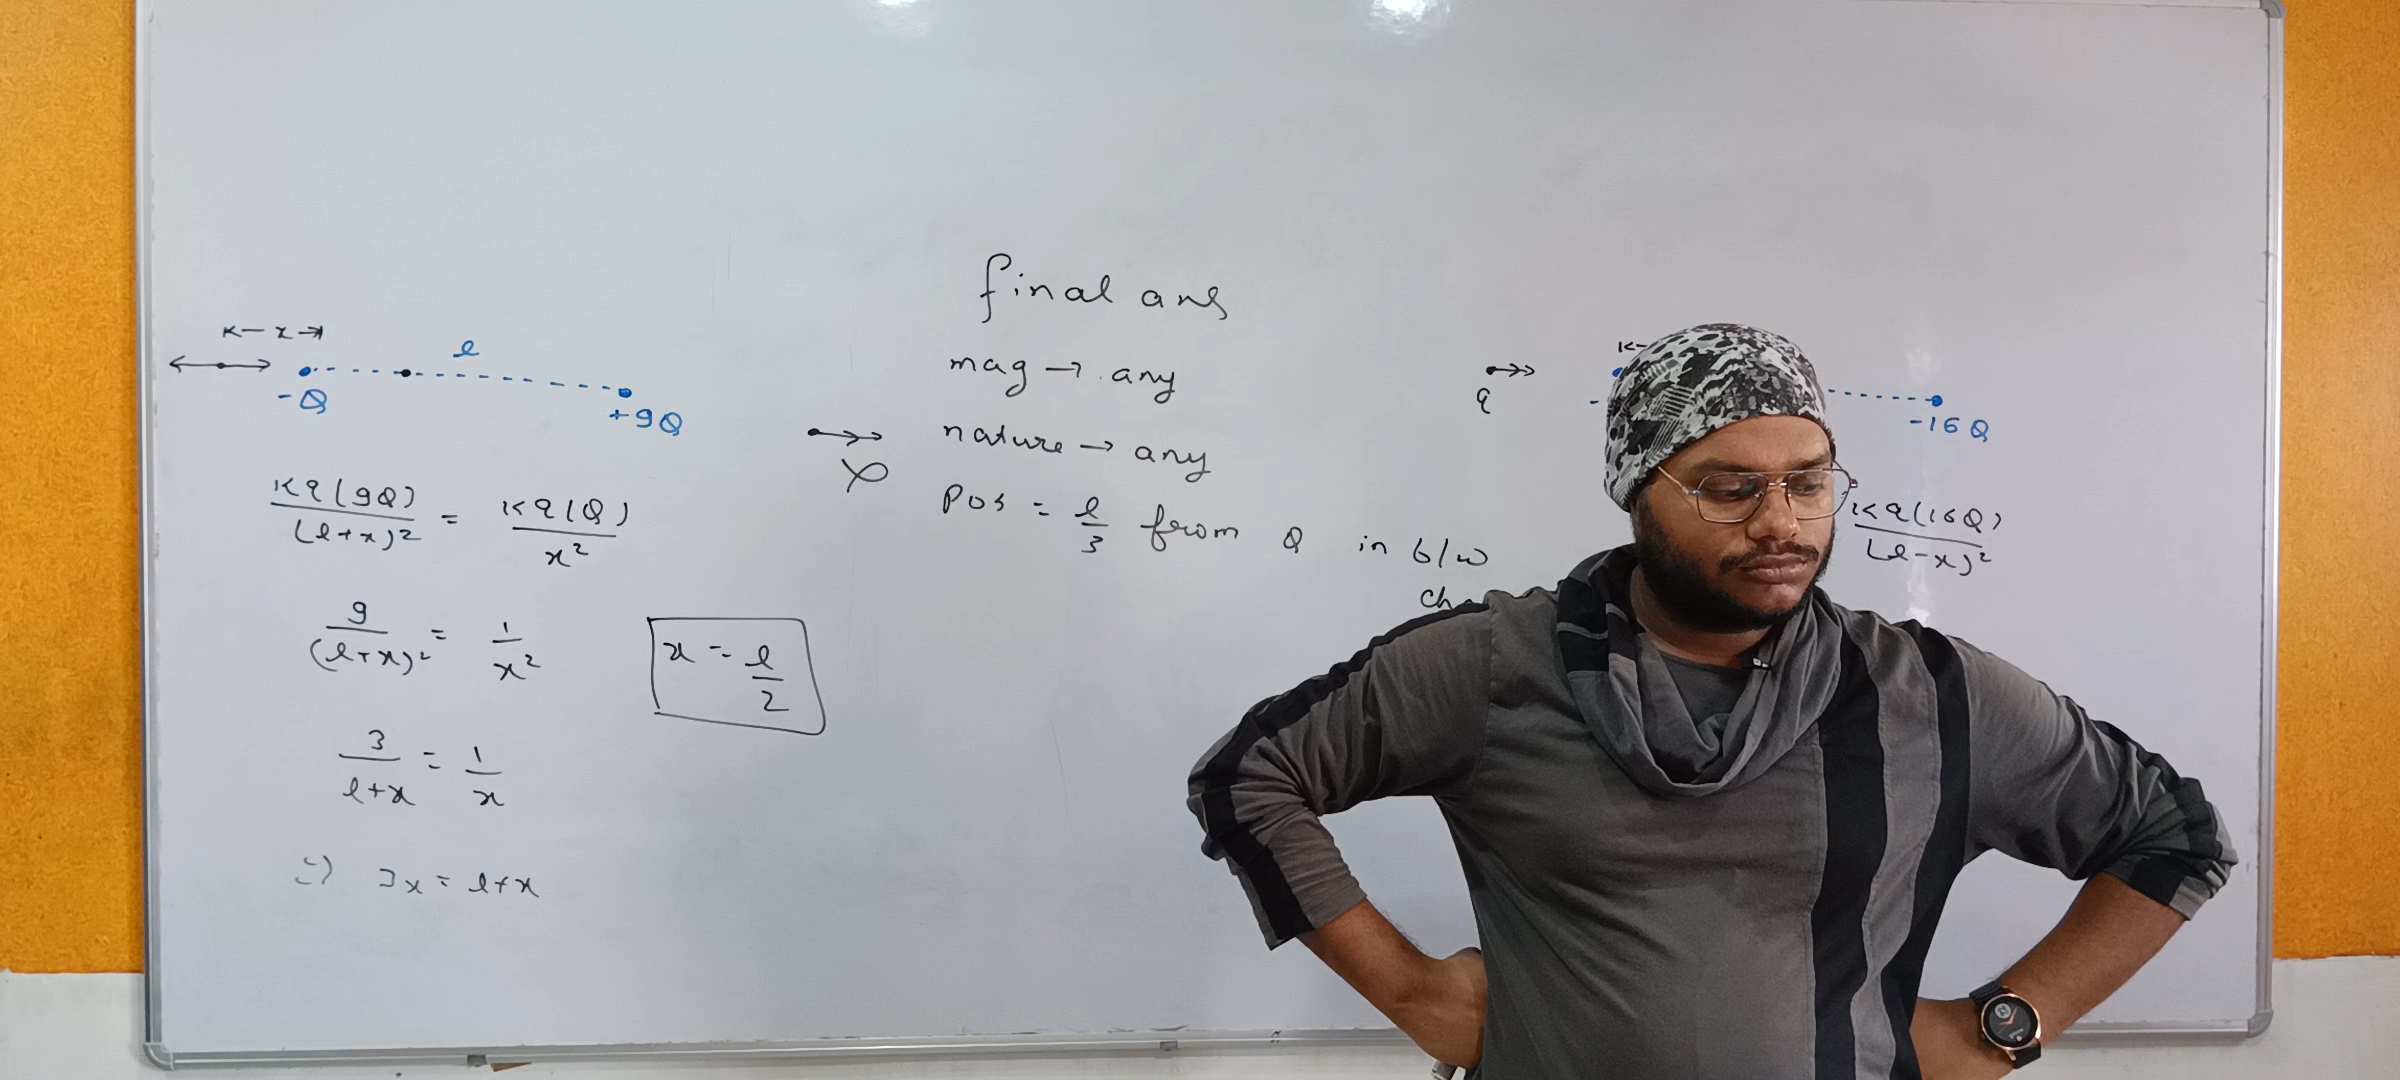 x
l
-Q
+9Q
Kq(9Q)/(l+x)² = Kq(Q)/x²
9/(l+x)² = 1/x²
3/(l+x) = 1/x
=) 3x = l+x
x = l/2
final ans
mag → any
nature → any
pos = l/3 from Q in b/w
q
-16Q
Kq(16Q)/(l-x)²